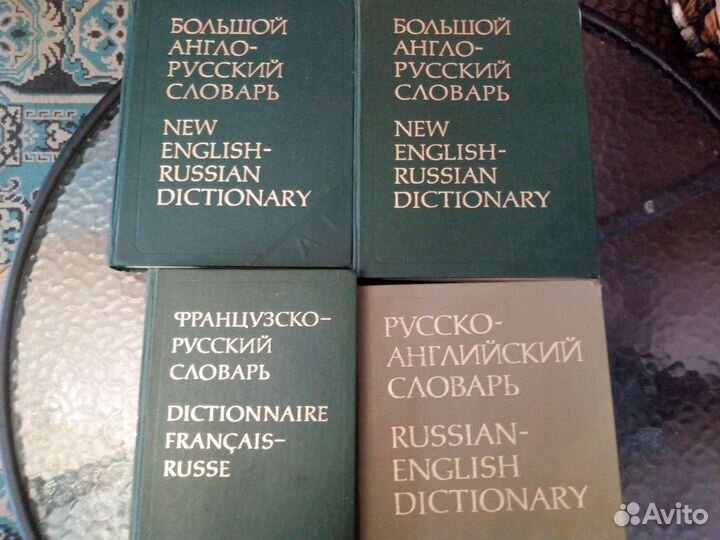 БОЛЬШОЙ
АНГЛО-
РУССКИЙ
СЛОВАРЬ
NEW
ENGLISH-
RUSSIAN
DICTIONARY
БОЛЬШОЙ
АНГЛО-
РУССКИЙ
СЛОВАРЬ
NEW
ENGLISH-
RUSSIAN
DICTIONARY
ФРАНЦУЗСКО-
РУССКИЙ
СЛОВАРЬ
DICTIONNAIRE
FRANÇAIS-
RUSSE
РУССКО-
АНГЛИЙСКИЙ
СЛОВАРЬ
RUSSIAN-
ENGLISH
DICTIONARY
Avito